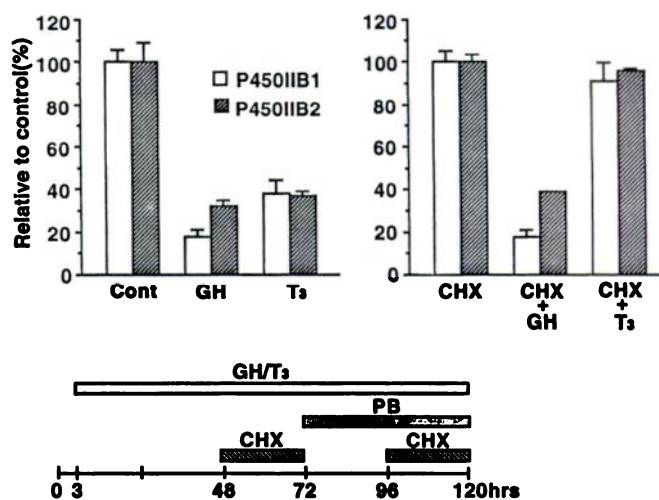 Relative to control(%)
120
100
80
60
40
20
0
P450IIB1
P450IIB2
Cont GH T3
120
100
80
60
40
20
0
CHX CHX + GH CHX + T3
GH/T3
PB
CHX CHX
0 3 48 72 96 120hrs